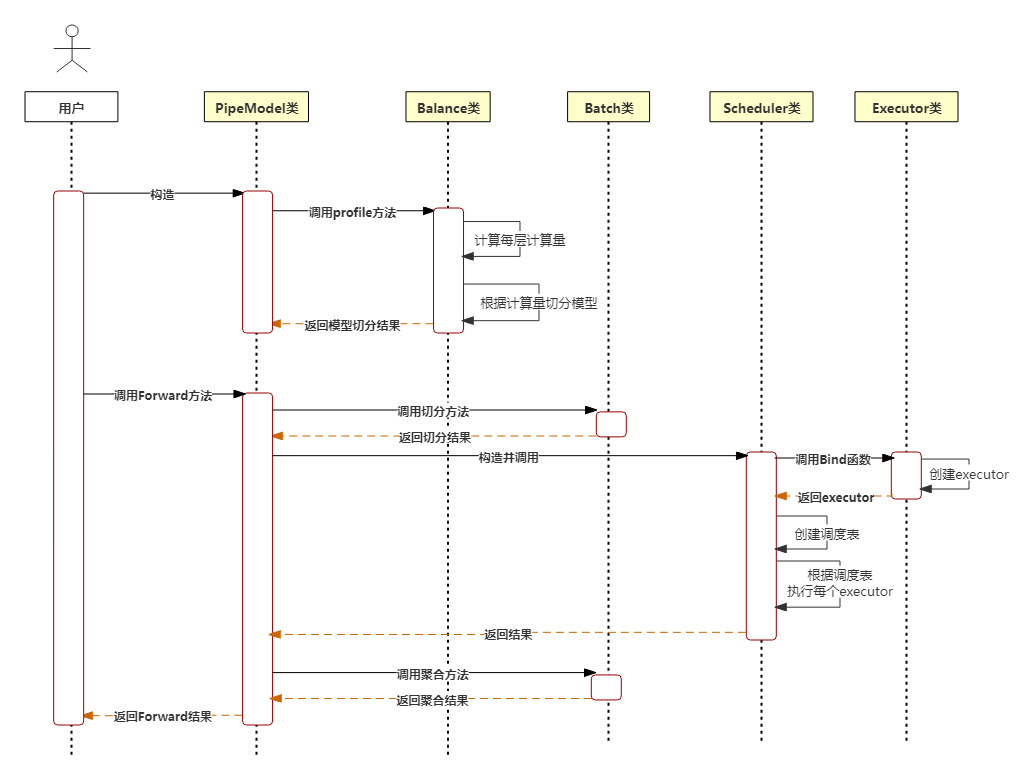 用户
PipeModel类
Balance类
Batch类
Scheduler类
Executor类
构造
调用profile方法
计算每层计算量
根据计算量切分模型
返回模型切分结果
调用Forward方法
调用切分方法
返回切分结果
构造并调用
调用Bind函数
创建executor
返回executor
创建调度表
根据调度表
执行每个executor
返回结果
调用聚合方法
返回聚合结果
返回Forward结果